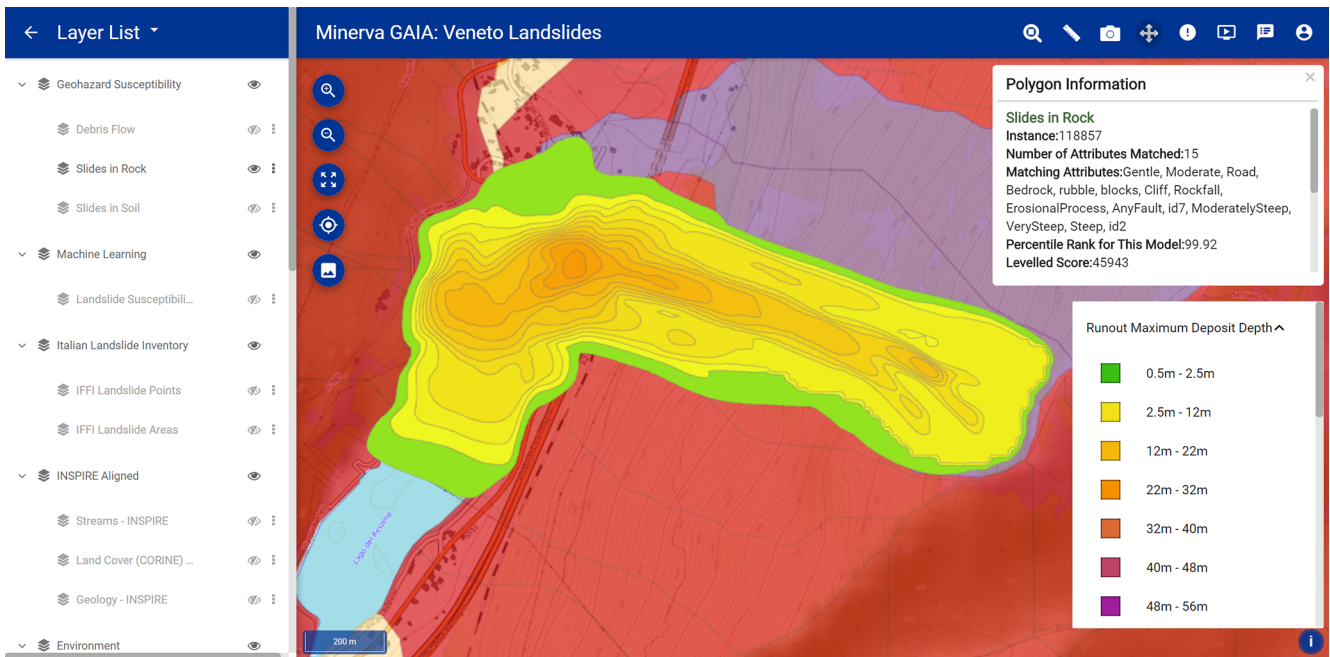 Layer List
Minerva GAIA: Veneto Landslides
Geohazard Susceptibility
Debris Flow
Slides in Rock
Slides in Soil
Machine Learning
Landslide Susceptibili...
Italian Landslide Inventory
IFFI Landslide Points
IFFI Landslide Areas
INSPIRE Aligned
Streams - INSPIRE
Land Cover (CORINE) ...
Geology - INSPIRE
Environment
Polygon Information
Slides in Rock
Instance:118857
Number of Attributes Matched:15
Matching Attributes:Gentle, Moderate, Road,
Bedrock, rubble, blocks, Cliff, Rockfall,
ErosionalProcess, AnyFault, id7, ModeratelySteep,
VerySteep, Steep, id2
Percentile Rank for This Model:99.92
Levelled Score:45943
Runout Maximum Deposit Depth
0.5m - 2.5m
2.5m - 12m
12m - 22m
22m - 32m
32m - 40m
40m - 48m
48m - 56m
Lago del Restello
200 m